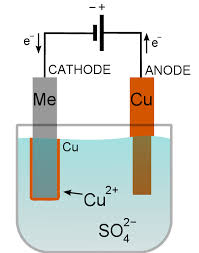 − +
e⁻ e⁻
CATHODE ANODE
Me Cu
Cu
Cu²⁺
SO₄²⁻